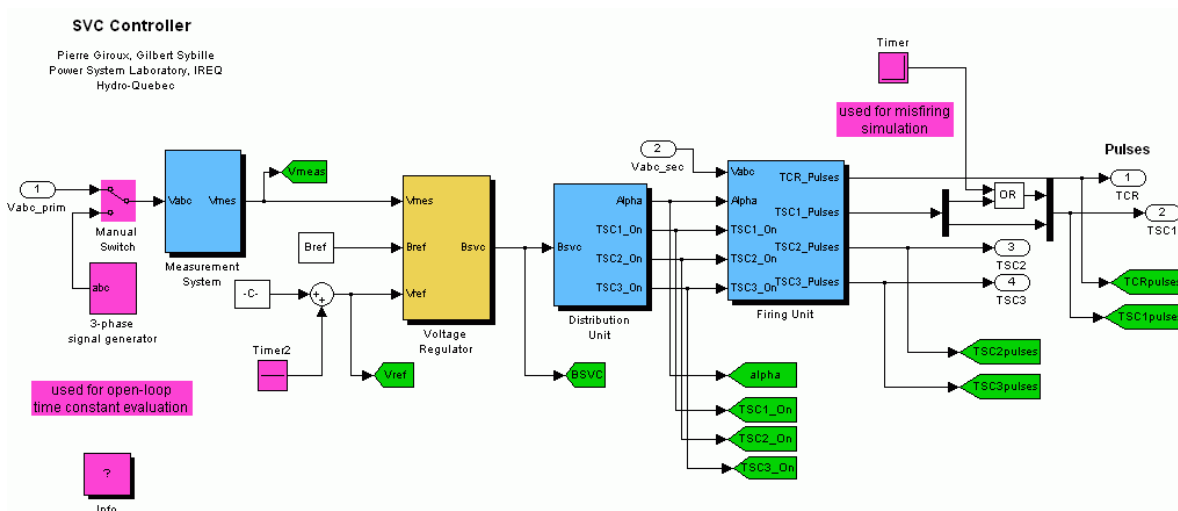 SVC Controller
Pierre Giroux, Gilbert Sybille
Power System Laboratory, IREQ
Hydro-Quebec
Timer
used for misfiring
simulation
Pulses
1
Vabc_prim
Manual
Switch
abc
3-phase
signal generator
Vabc
Vmes
Measurement
System
Vmeas
Bref
-C-
+
+
Timer2
Vref
Vmes
Bref
Vref
Bsvc
Voltage
Regulator
BSVC
Bsvc
Alpha
TSC1_On
TSC2_On
TSC3_On
Distribution
Unit
2
Vabc_sec
Vabc
Alpha
TSC1_On
TSC2_On
TSC3_On
TCR_Pulses
TSC1_Pulses
TSC2_Pulses
TSC3_Pulses
Firing Unit
OR
1
TCR
2
TSC1
3
TSC2
4
TSC3
TCRpulses
TSC1pulses
TSC2pulses
TSC3pulses
alpha
TSC1_On
TSC2_On
TSC3_On
used for open-loop
time constant evaluation
?
Info